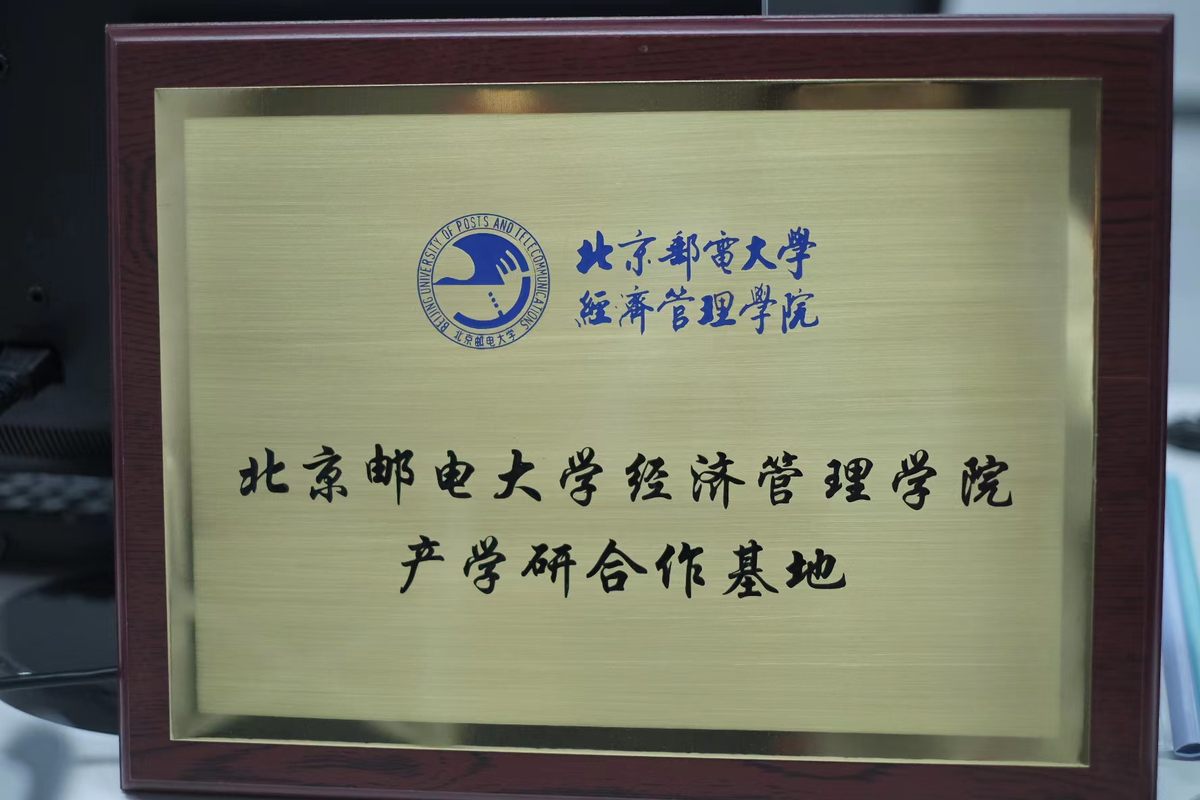 BEIJING UNIVERSITY OF POSTS AND TELECOMMUNICATIONS
北京邮电大学
北京郵電大學
經濟管理學院
北京邮电大学经济管理学院
产学研合作基地